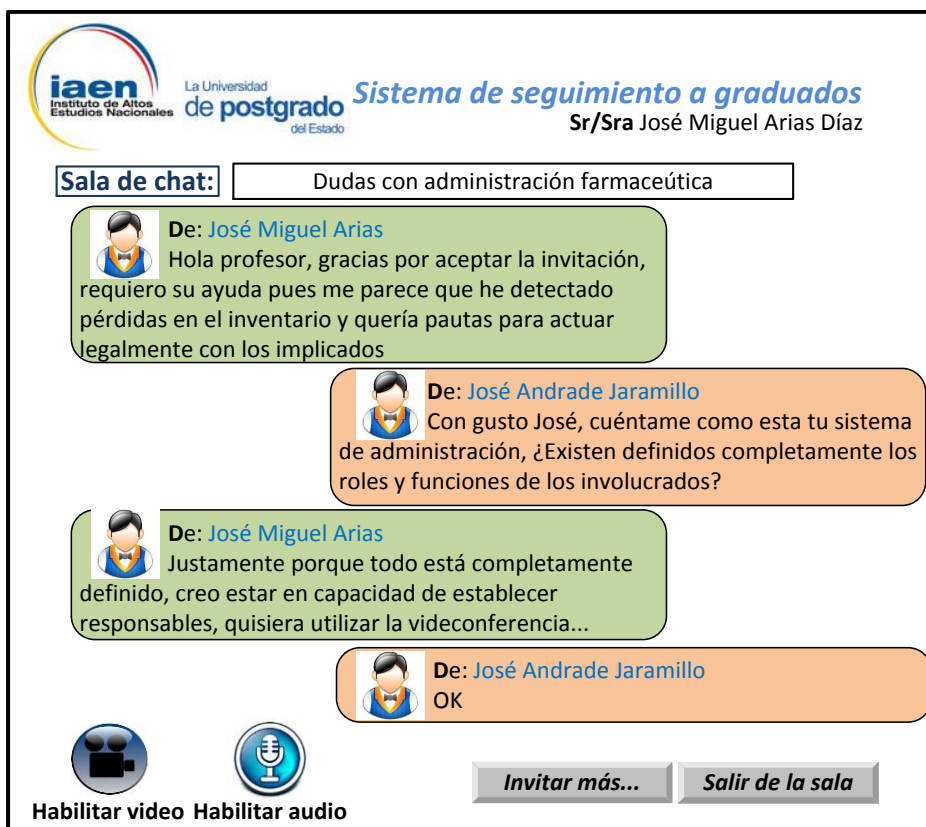 iaen
Instituto de Altos
Estudios Nacionales
La Universidad
de postgrado
del Estado
Sistema de seguimiento a graduados
Sr/Sra José Miguel Arias Díaz
Sala de chat:
Dudas con administración farmaceútica
De: José Miguel Arias
Hola profesor, gracias por aceptar la invitación,
requiero su ayuda pues me parece que he detectado
pérdidas en el inventario y quería pautas para actuar
legalmente con los implicados
De: José Andrade Jaramillo
Con gusto José, cuéntame como esta tu sistema
de administración, ¿Existen definidos completamente los
roles y funciones de los involucrados?
De: José Miguel Arias
Justamente porque todo está completamente
definido, creo estar en capacidad de establecer
responsables, quisiera utilizar la videconferencia...
De: José Andrade Jaramillo
OK
Habilitar video
Habilitar audio
Invitar más...
Salir de la sala